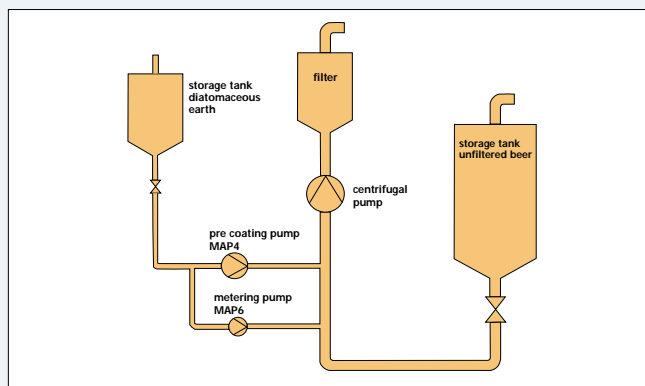 storage tank
diatomaceous
earth
filter
storage tank
unfiltered beer
centrifugal
pump
pre coating pump
MAP4
metering pump
MAP6